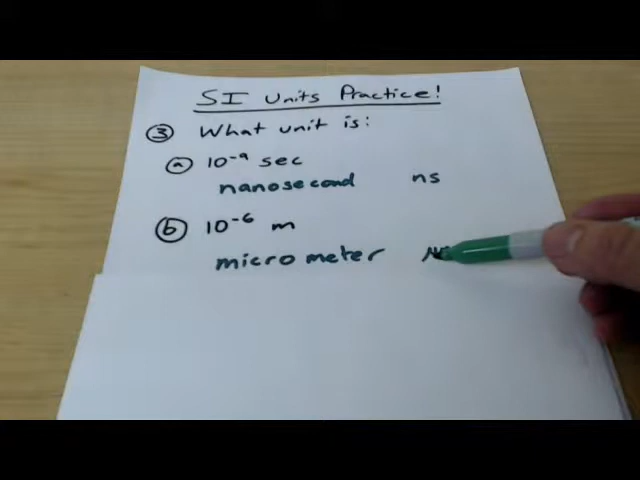 SI Units Practice!
③ What unit is:
ⓐ 10⁻⁹ sec
nanosecond ns
ⓑ 10⁻⁶ m
micrometer μ